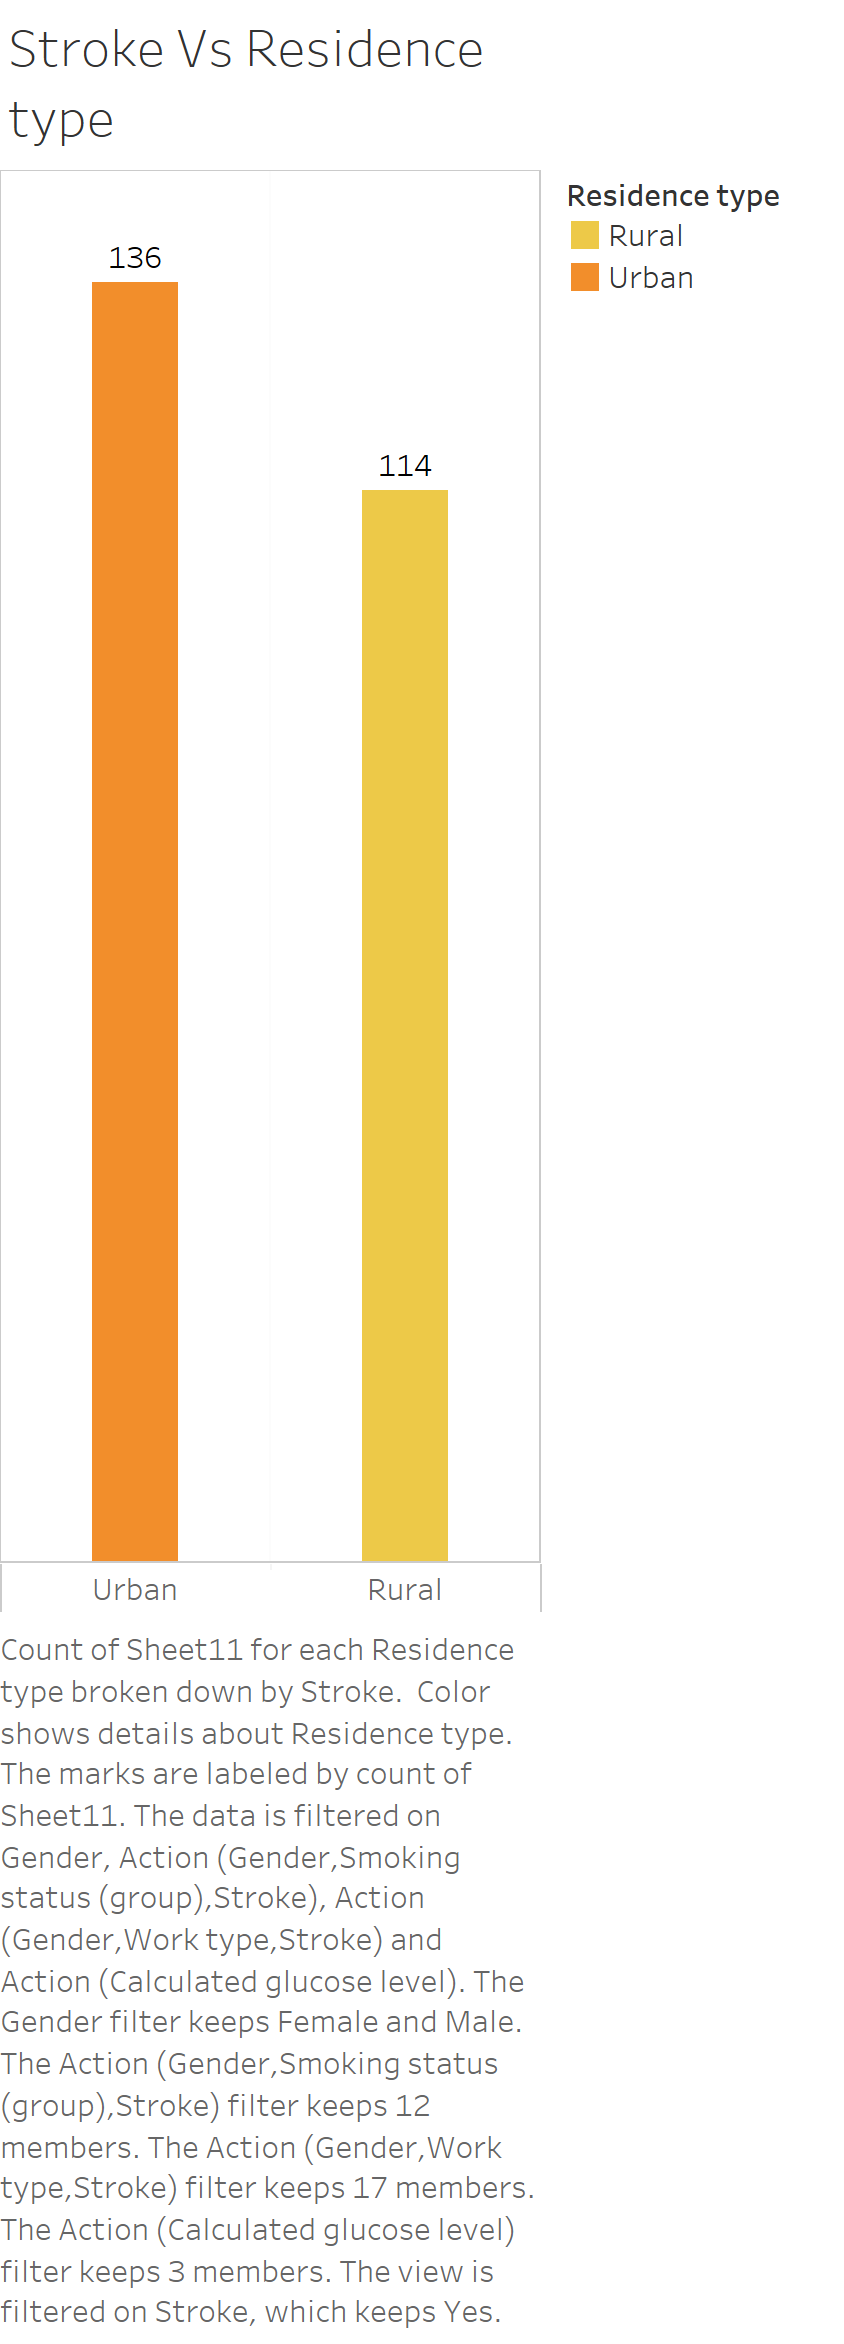 Stroke Vs Residence
type
Residence type
Rural
Urban
136
114
Urban
Rural
Count of Sheet11 for each Residence
type broken down by Stroke.  Color
shows details about Residence type.
The marks are labeled by count of
Sheet11. The data is filtered on
Gender, Action (Gender,Smoking
status (group),Stroke), Action
(Gender,Work type,Stroke) and
Action (Calculated glucose level). The
Gender filter keeps Female and Male.
The Action (Gender,Smoking status
(group),Stroke) filter keeps 12
members. The Action (Gender,Work
type,Stroke) filter keeps 17 members.
The Action (Calculated glucose level)
filter keeps 3 members. The view is
filtered on Stroke, which keeps Yes.